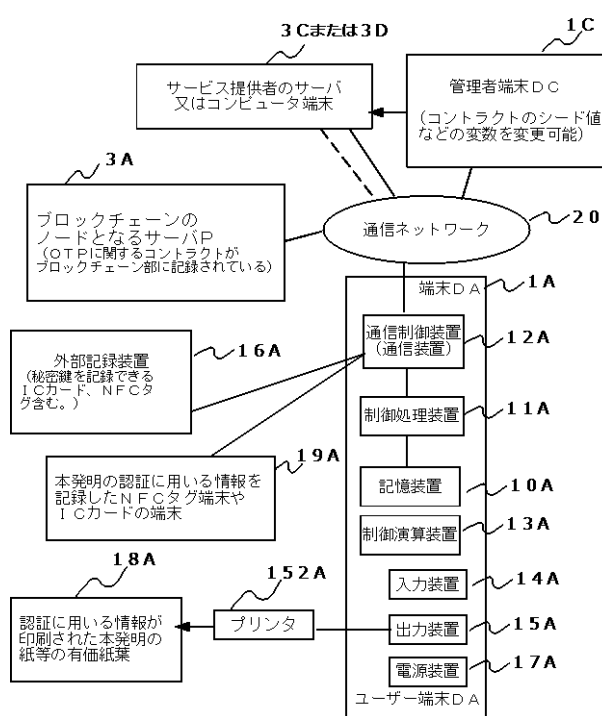 3Cまたは3D
1C
サービス提供者のサーバ
又はコンピュータ端末
管理者端末DC
(コントラクトのシード値
などの変数を変更可能)
3A
ブロックチェーンの
ノードとなるサーバP
(OTPに関するコントラクトが
ブロックチェーン部に記録されている)
通信ネットワーク
20
端末DA
1A
通信制御装置
(通信装置)
12A
外部記録装置
(秘密鍵を記録できる
ICカード、NFCタ
グ含む。)
16A
制御処理装置
11A
本発明の認証に用いる情報を
記録したNFCタグ端末や
ICカードの端末
19A
記憶装置
10A
制御演算装置
13A
18A
152A
入力装置
14A
認証に用いる情報が
印刷された本発明の
紙等の有価紙葉
プリンタ
出力装置
15A
電源装置
17A
ユーザー端末DA